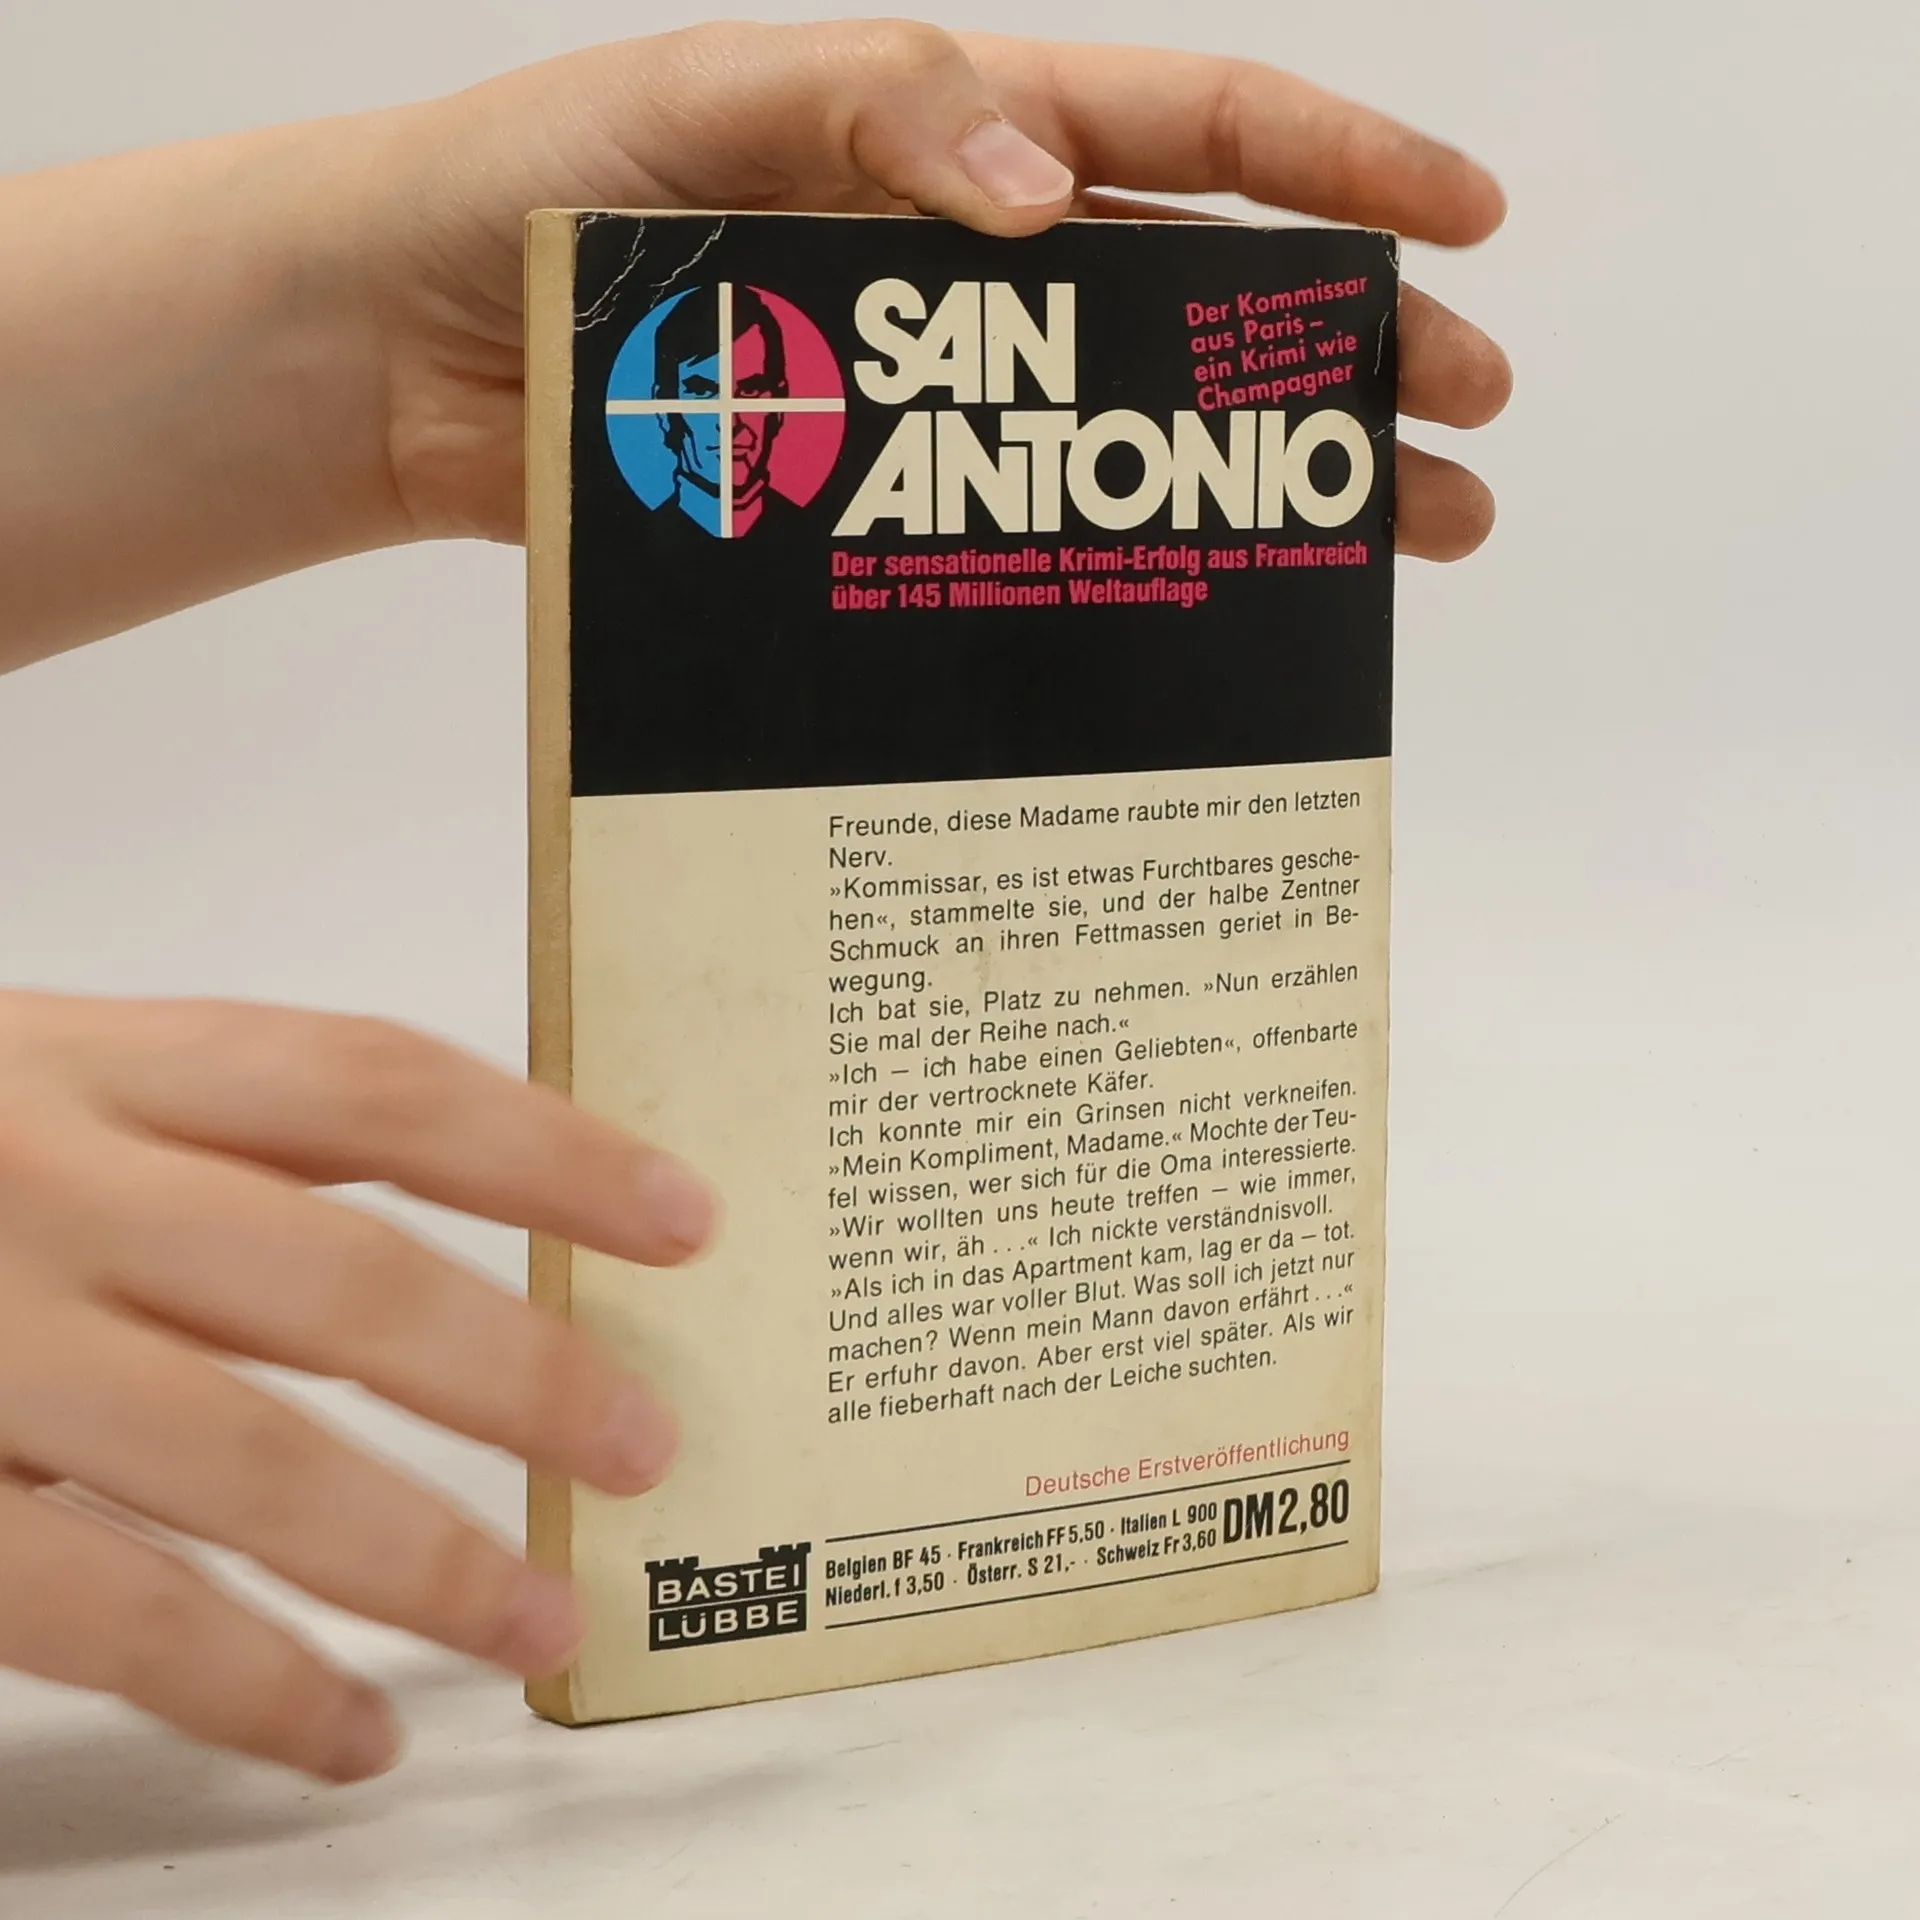 SAN
ANTONIO
Der Kommissar
aus Paris –
ein Krimi wie
Champagner
Der sensationelle Krimi-Erfolg aus Frankreich
über 145 Millionen Weltauflage
Freunde, diese Madame raubte mir den letzten
Nerv.
»Kommissar, es ist etwas Furchtbares gesche-
hen«, stammelte sie, und der halbe Zentner
Schmuck an ihren Fettmassen geriet in Be-
wegung.
Ich bat sie, Platz zu nehmen. »Nun erzählen
Sie mal der Reihe nach.«
»Ich – ich habe einen Geliebten«, offenbarte
mir der vertrocknete Käfer.
Ich konnte mir ein Grinsen nicht verkneifen.
»Mein Kompliment, Madame.« Mochte der Teu-
fel wissen, wer sich für die Oma interessierte.
»Wir wollten uns heute treffen – wie immer,
wenn wir, äh . . .« Ich nickte verständnisvoll.
»Als ich in das Apartment kam, lag er da – tot.
Und alles war voller Blut. Was soll ich jetzt nur
machen? Wenn mein Mann davon erfährt . . .«
Er erfuhr davon. Aber erst viel später. Als wir
alle fieberhaft nach der Leiche suchten.
Deutsche Erstveröffentlichung
BASTEI
LÜBBE
Belgien BF 45 · Frankreich FF 5,50 · Italien L 900
Niederl. f 3,50 · Österr. S 21,- · Schweiz Fr 3,60
DM 2,80